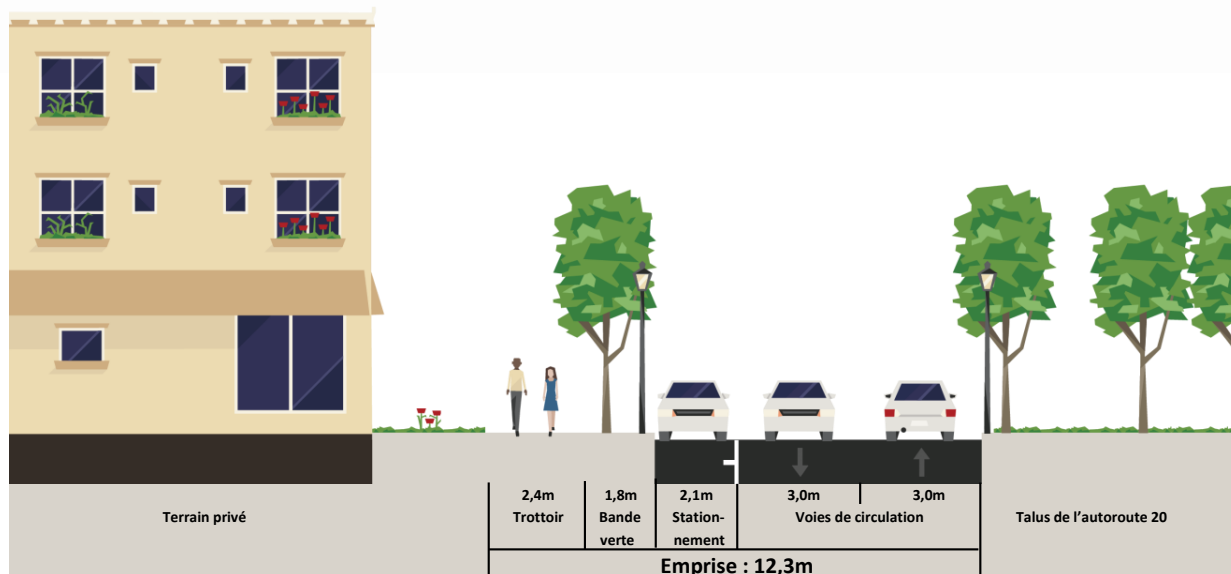 2,4m 1,8m 2,1m 3,0m 3,0m
Terrain privé Trottoir Bande Station- Voies de circulation Talus de l'autoroute 20
verte nement
Emprise : 12,3m